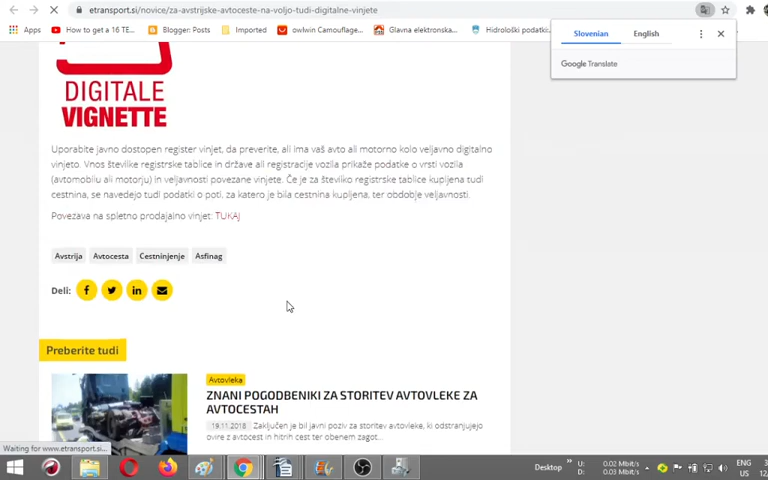 etransport.si/novice/za-avstrijske-avtoceste-na-voljo-tudi-digitalne-vinjete
Apps
How to get a 16 TE...
Blogger: Posts
Imported
owlwin Camouflage...
Glavna elektronska...
Hidrološki podatki:...
Slovenian
English
Google Translate
DIGITALE
VIGNETTE
Uporabite javno dostopen register vinjet, da preverite, ali ima vaš avto ali motorno kolo veljavno digitalno
vinjeto. Vnos številke registrske tablice in države ali registracije vozila prikaže podatke o vrsti vozila
(avtomobilu ali motorju) in veljavnosti povezane vinjete. Če je za številko registrske tablice kupljena tudi
cestnina, se navedejo tudi podatki o poti, za katero je bila cestnina kupljena, ter obdobje veljavnosti.
Povezava na spletno prodajalno vinjet: TUKAJ
Avstrija
Avtocesta
Cestninjenje
Asfinag
Deli:
Preberite tudi
Avtovleka
ZNANI POGODBENIKI ZA STORITEV AVTOVLEKE ZA
AVTOCESTAH
19.11.2018 Zaključen je bil javni poziv za storitev avtovleke, ki odstranjujejo
ovire z avtocest in hitrih cest ter obenem zagot...
Waiting for www.etransport.si...
Desktop
U: 0.02 Mbit/s
D: 0.03 Mbit/s
EN
US